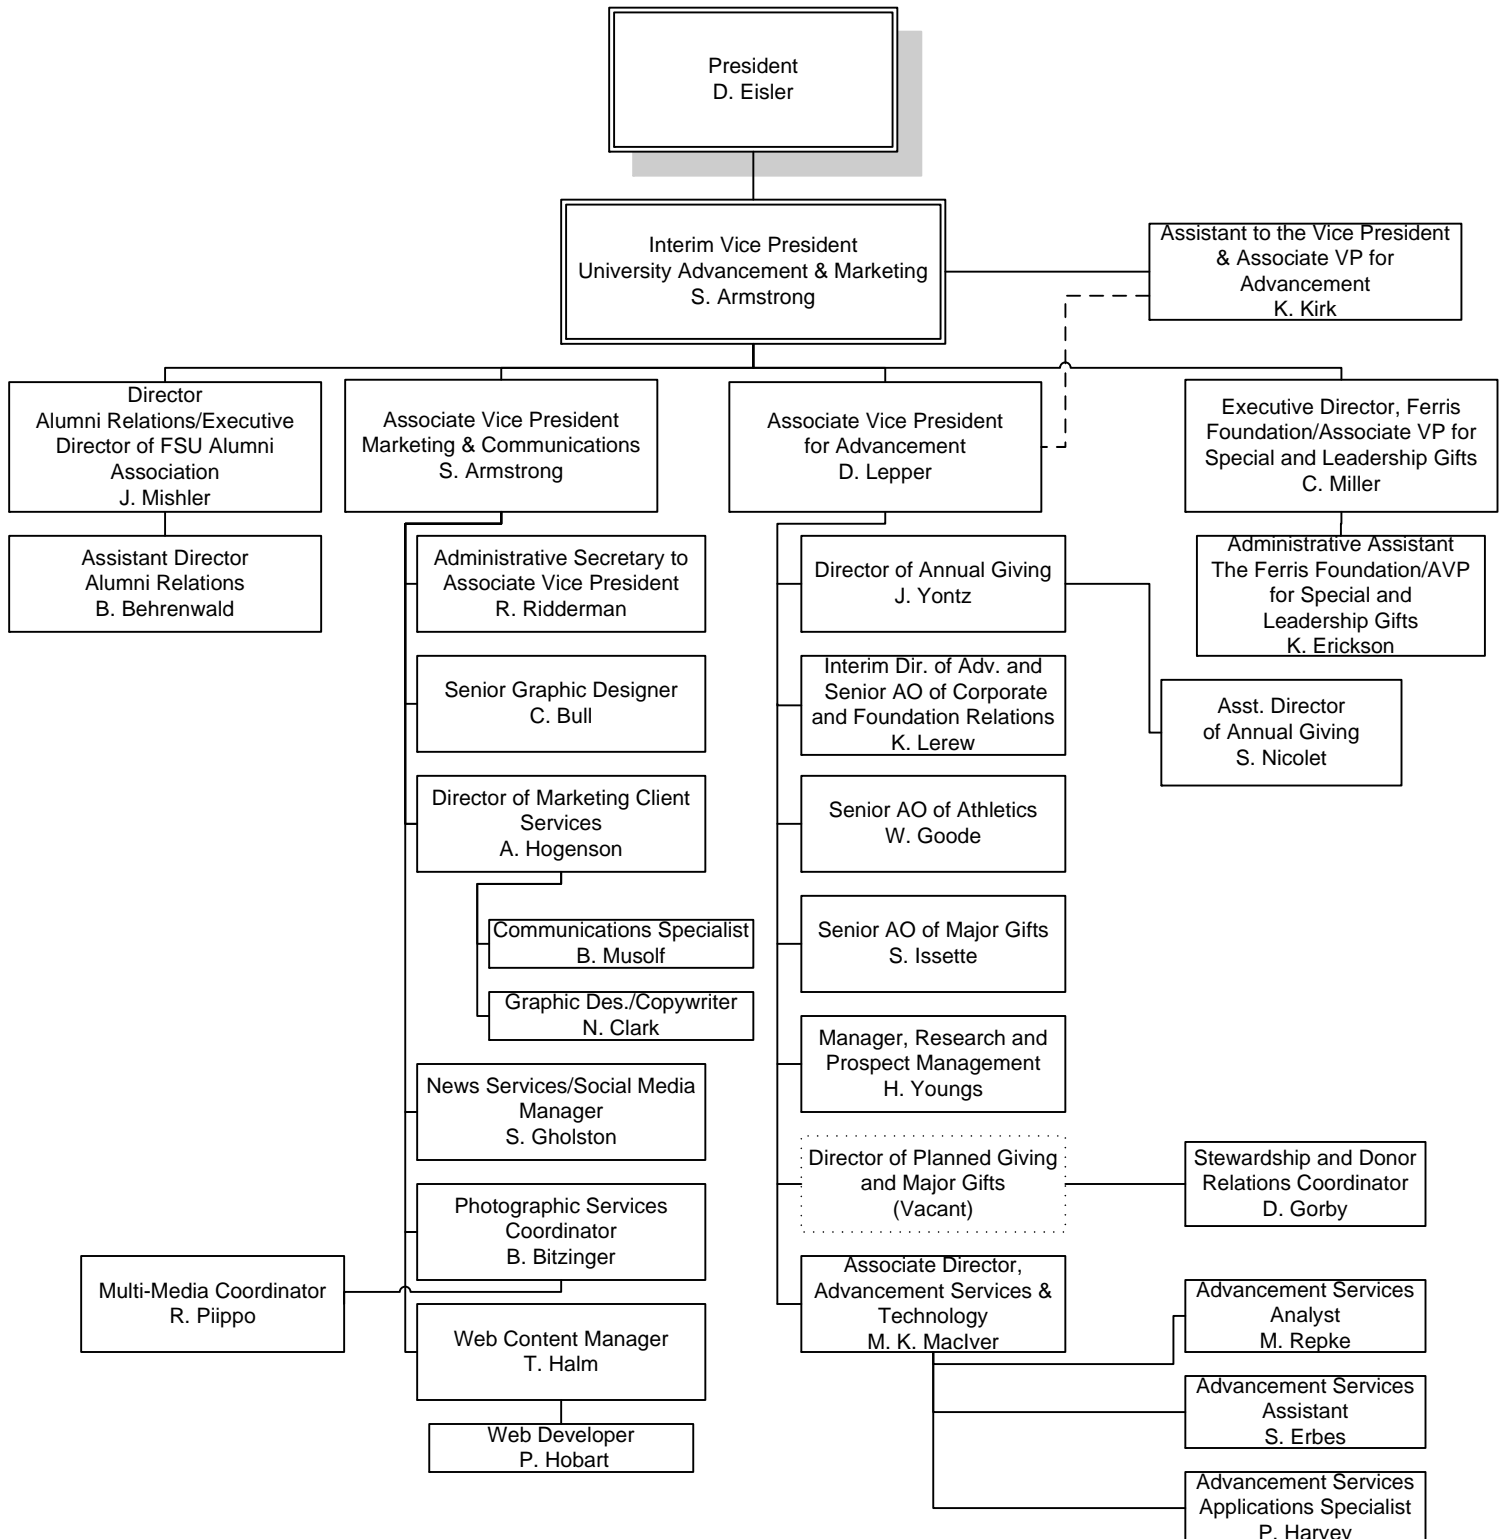 President
D. Eisler
Interim Vice President
University Advancement & Marketing
S. Armstrong
Assistant to the Vice President
& Associate VP for
Advancement
K. Kirk
Director
Alumni Relations/Executive
Director of FSU Alumni
Association
J. Mishler
Associate Vice President
Marketing & Communications
S. Armstrong
Associate Vice President
for Advancement
D. Lepper
Executive Director, Ferris
Foundation/Associate VP for
Special and Leadership Gifts
C. Miller
Assistant Director
Alumni Relations
B. Behrenwald
Administrative Secretary to
Associate Vice President
R. Ridderman
Director of Annual Giving
J. Yontz
Administrative Assistant
The Ferris Foundation/AVP
for Special and
Leadership Gifts
K. Erickson
Senior Graphic Designer
C. Bull
Interim Dir. of Adv. and
Senior AO of Corporate
and Foundation Relations
K. Lerew
Asst. Director
of Annual Giving
S. Nicolet
Director of Marketing Client
Services
A. Hogenson
Senior AO of Athletics
W. Goode
Communications Specialist
B. Musolf
Senior AO of Major Gifts
S. Issette
Graphic Des./Copywriter
N. Clark
Manager, Research and
Prospect Management
H. Youngs
News Services/Social Media
Manager
S. Gholston
Director of Planned Giving
and Major Gifts
(Vacant)
Stewardship and Donor
Relations Coordinator
D. Gorby
Photographic Services
Coordinator
B. Bitzinger
Multi-Media Coordinator
R. Piippo
Associate Director,
Advancement Services &
Technology
M. K. MacIver
Advancement Services
Analyst
M. Repke
Web Content Manager
T. Halm
Advancement Services
Assistant
S. Erbes
Web Developer
P. Hobart
Advancement Services
Applications Specialist
P. Harvey